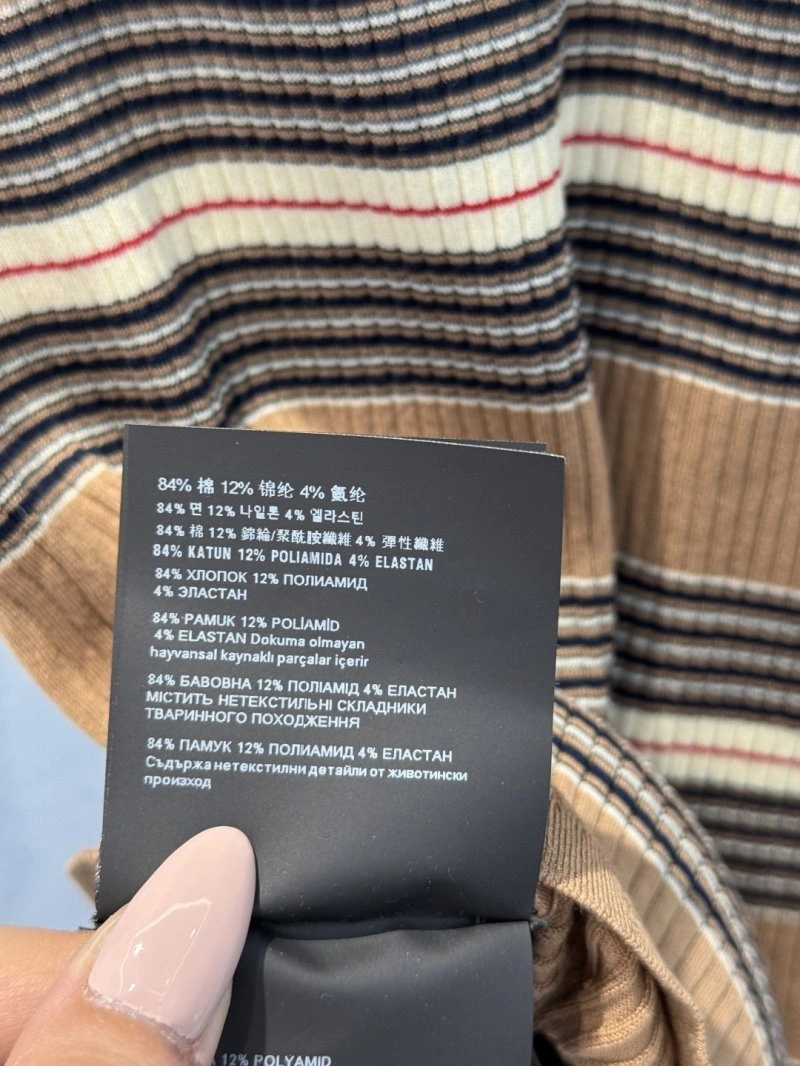 84% 棉 12% 锦纶 4% 氨纶
84% 면 12% 나일론 4% 엘라스틴
84% 棉 12% 錦綸/聚酰胺纖維 4% 彈性纖維
84% KATUN 12% POLIAMIDA 4% ELASTAN
84% ХЛОПОК 12% ПОЛИАМИД
4% ЭЛАСТАН
84% PAMUK 12% POLİAMİD
4% ELASTAN Dokuma olmayan
hayvansal kaynaklı parçalar içerir
84% БАВОВНА 12% ПОЛІАМІД 4% ЕЛАСТАН
МІСТИТЬ НЕТЕКСТИЛЬНІ СКЛАДНИКИ
ТВАРИННОГО ПОХОДЖЕННЯ
84% ПАМУК 12% ПОЛИАМИД 4% ЕЛАСТАН
Съдържа нетекстилни детайли от животински
произход
12% POLYAMID